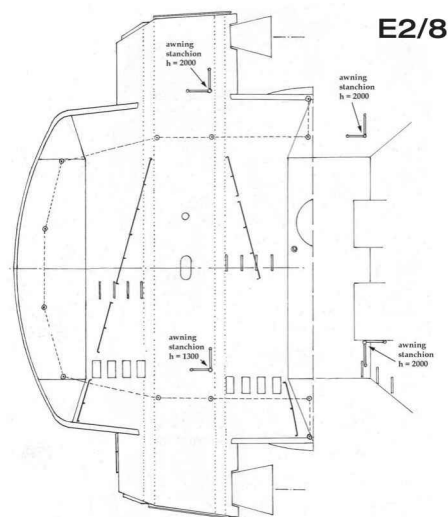 E2/8
awning
stanchion
h = 2000
awning
stanchion
h = 2000
awning
stanchion
h = 1300
awning
stanchion
h = 2000